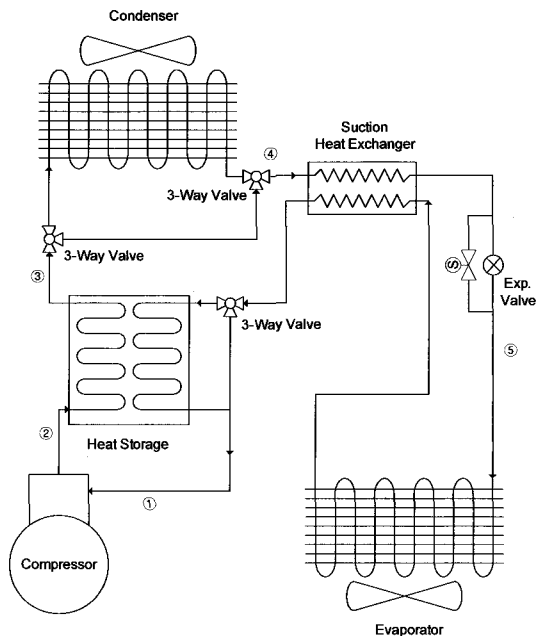 Condenser
④
Suction
Heat Exchanger
3-Way Valve
3-Way Valve
③
Ⓢ
Exp.
Valve
3-Way Valve
⑤
②
Heat Storage
①
Compressor
Evaporator